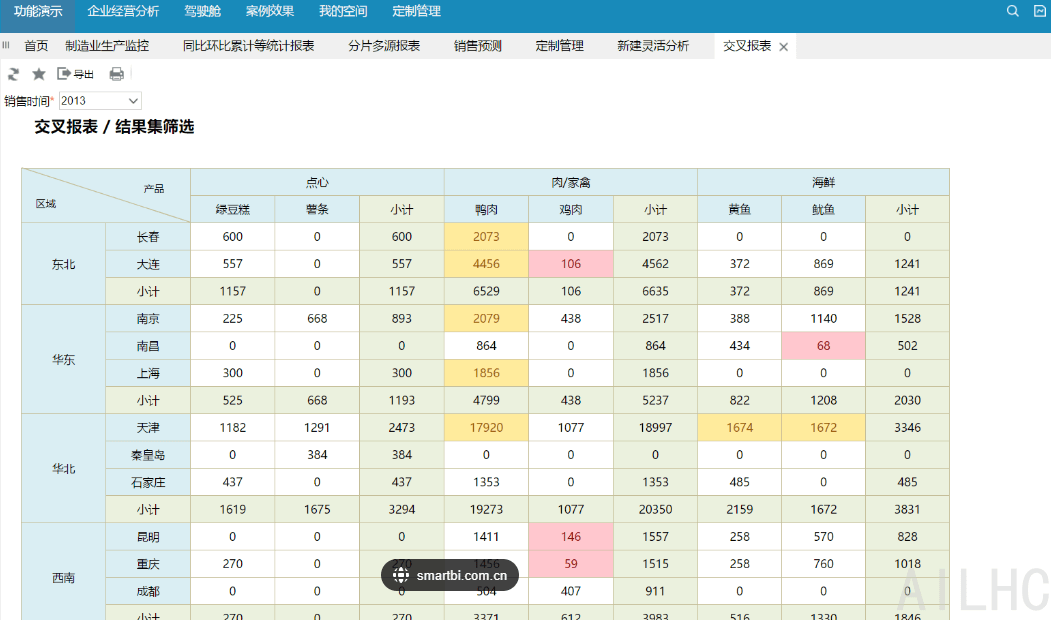 功能演示 企业经营分析 驾驶舱 案例效果 我的空间 定制管理
首页 制造业生产监控 同比环比累计等统计报表 分片多源报表 销售预测 定制管理 新建灵活分析 交叉报表
导出
销售时间* 2013
交叉报表 / 结果集筛选
产品 点心 肉/家禽 海鲜
区域 绿豆糕 薯条 小计 鸭肉 鸡肉 小计 黄鱼 鱿鱼 小计
长春 600 0 600 2073 0 2073 0 0 0
东北 大连 557 0 557 4456 106 4562 372 869 1241
小计 1157 0 1157 6529 106 6635 372 869 1241
南京 225 668 893 2079 438 2517 388 1140 1528
华东 南昌 0 0 0 864 0 864 434 68 502
上海 300 0 300 1856 0 1856 0 0 0
小计 525 668 1193 4799 438 5237 822 1208 2030
天津 1182 1291 2473 17920 1077 18997 1674 1672 3346
华北 秦皇岛 0 384 384 0 0 0 0 0 0
石家庄 437 0 437 1353 0 1353 485 0 485
小计 1619 1675 3294 19273 1077 20350 2159 1672 3831
昆明 0 0 0 1411 146 1557 258 570 828
西南 重庆 270 0 270 1456 59 1515 258 760 1018
成都 0 0 0 504 407 911 0 0 0
小计 270 0 270 3371 612 3983 516 1330 1846
smartbi.com.cn
AILHC